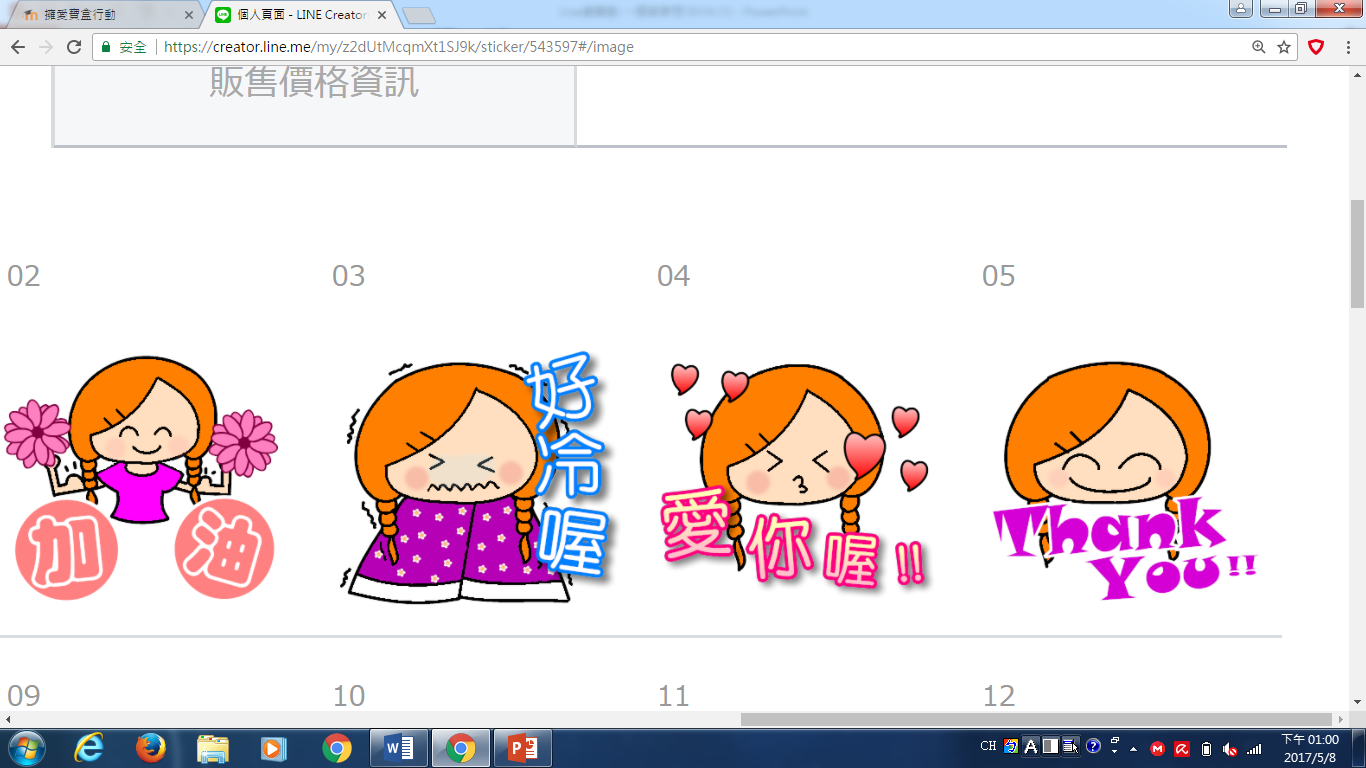 擁愛寶盒行動
個人頁面 - LINE Creator
安全 https://creator.line.me/my/z2dUtMcqmXt1SJ9k/sticker/543597#/image
販售價格資訊
02 03 04 05
加油
好冷喔
愛你喔!!
Thank You!!
09 10 11 12
CH A
下午 01:00
2017/5/8